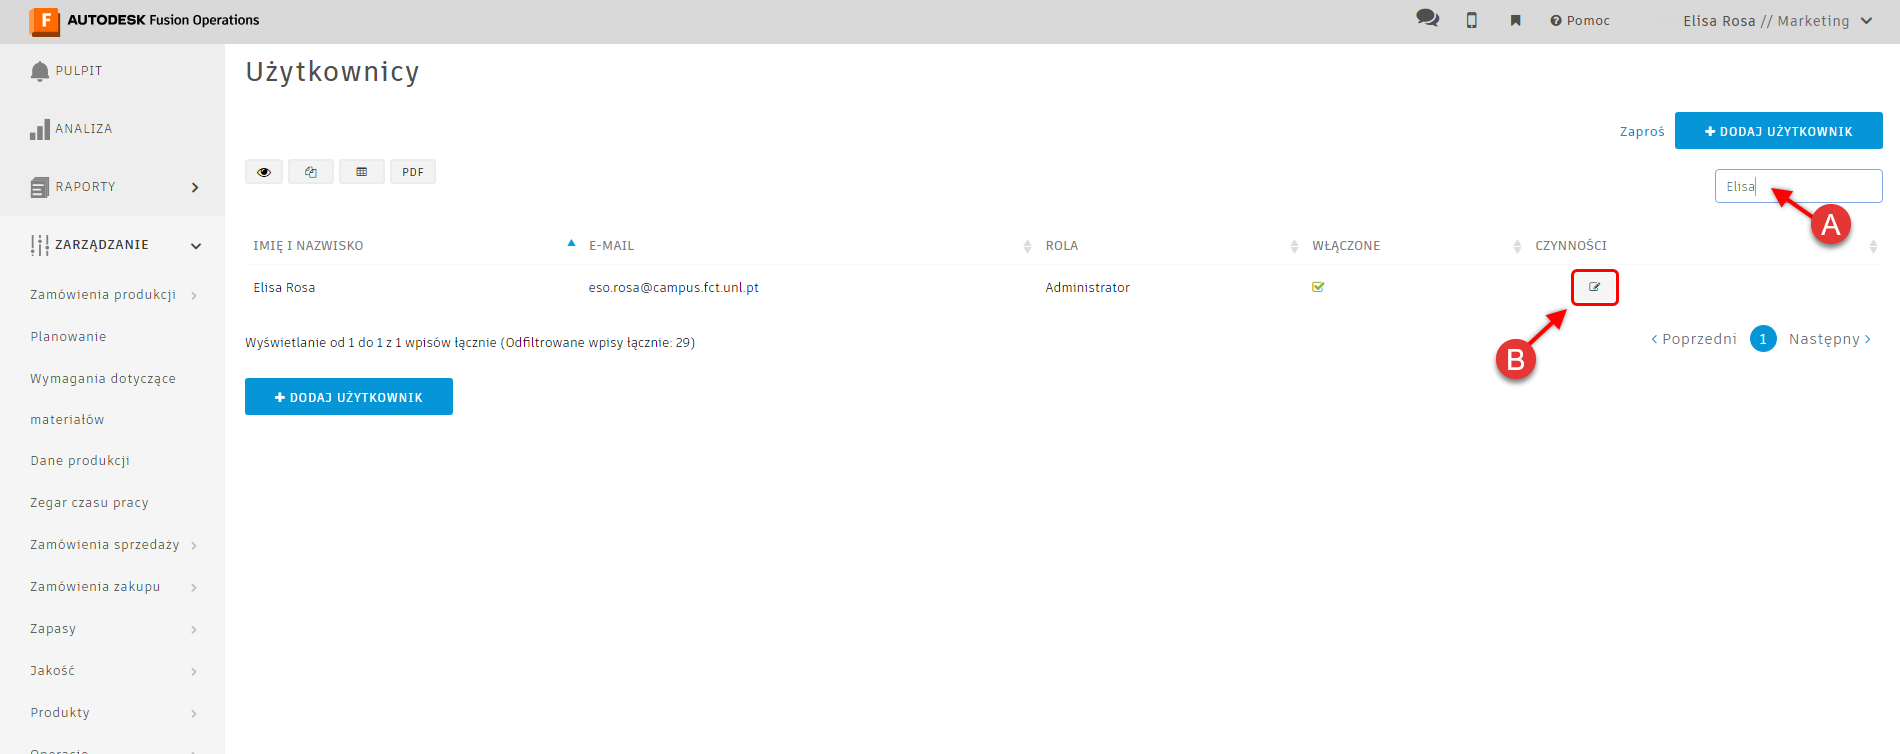 F AUTODESK Fusion Operations
Pomoc
Elisa Rosa // Marketing
PULPIT
ANALIZA
RAPORTY
ZARZĄDZANIE
Zamówienia produkcji
Planowanie
Wymagania dotyczące
materiałów
Dane produkcji
Zegar czasu pracy
Zamówienia sprzedaży
Zamówienia zakupu
Zapasy
Jakość
Produkty
Operacje
Użytkownicy
Zaproś
DODAJ UŻYTKOWNIK
PDF
Elisa
A
IMIĘ I NAZWISKO E-MAIL ROLA WŁĄCZONE CZYNNOŚCI
Elisa Rosa eso.rosa@campus.fct.unl.pt Administrator
B
Wyświetlanie od 1 do 1 z 1 wpisów łącznie (Odfiltrowane wpisy łącznie: 29)
< Poprzedni 1 Następny >
DODAJ UŻYTKOWNIK